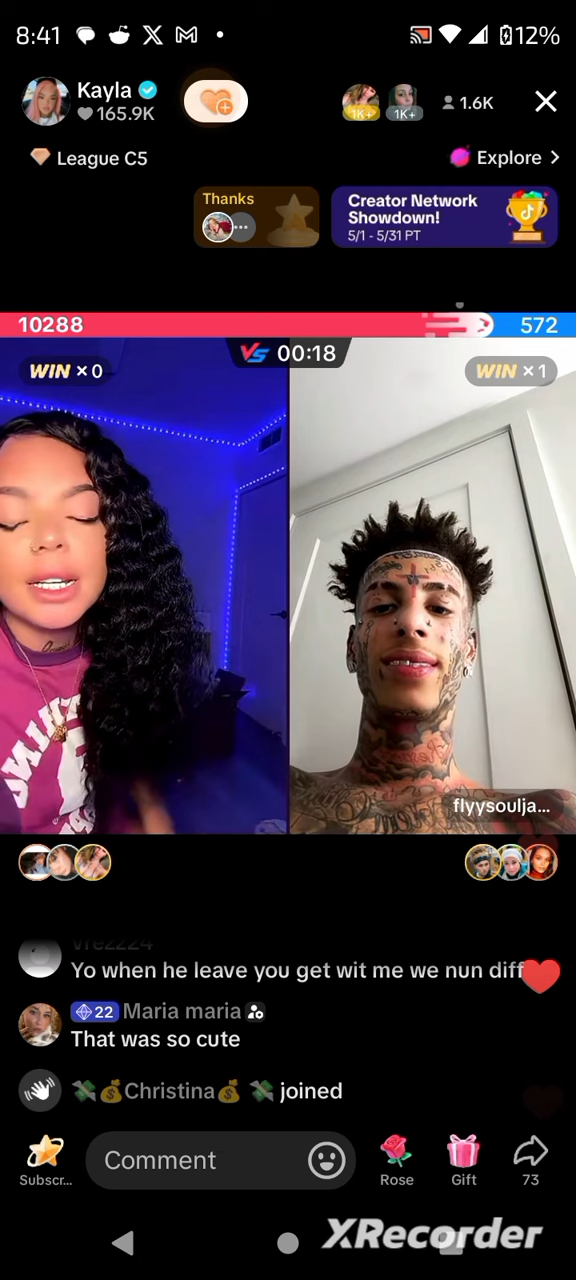 8:41
12%
Kayla
165.9K
1K+
1K+
1.6K
League C5
Explore
Thanks
Creator Network
Showdown!
5/1 - 5/31 PT
10288
572
VS 00:18
WIN × 0
WIN × 1
flyysoulja...
Yo when he leave you get wit me we nun diff
22 Maria maria
That was so cute
💸💰Christina💰 💸 joined
Subscr...
Comment
Rose
Gift
73
XRecorder